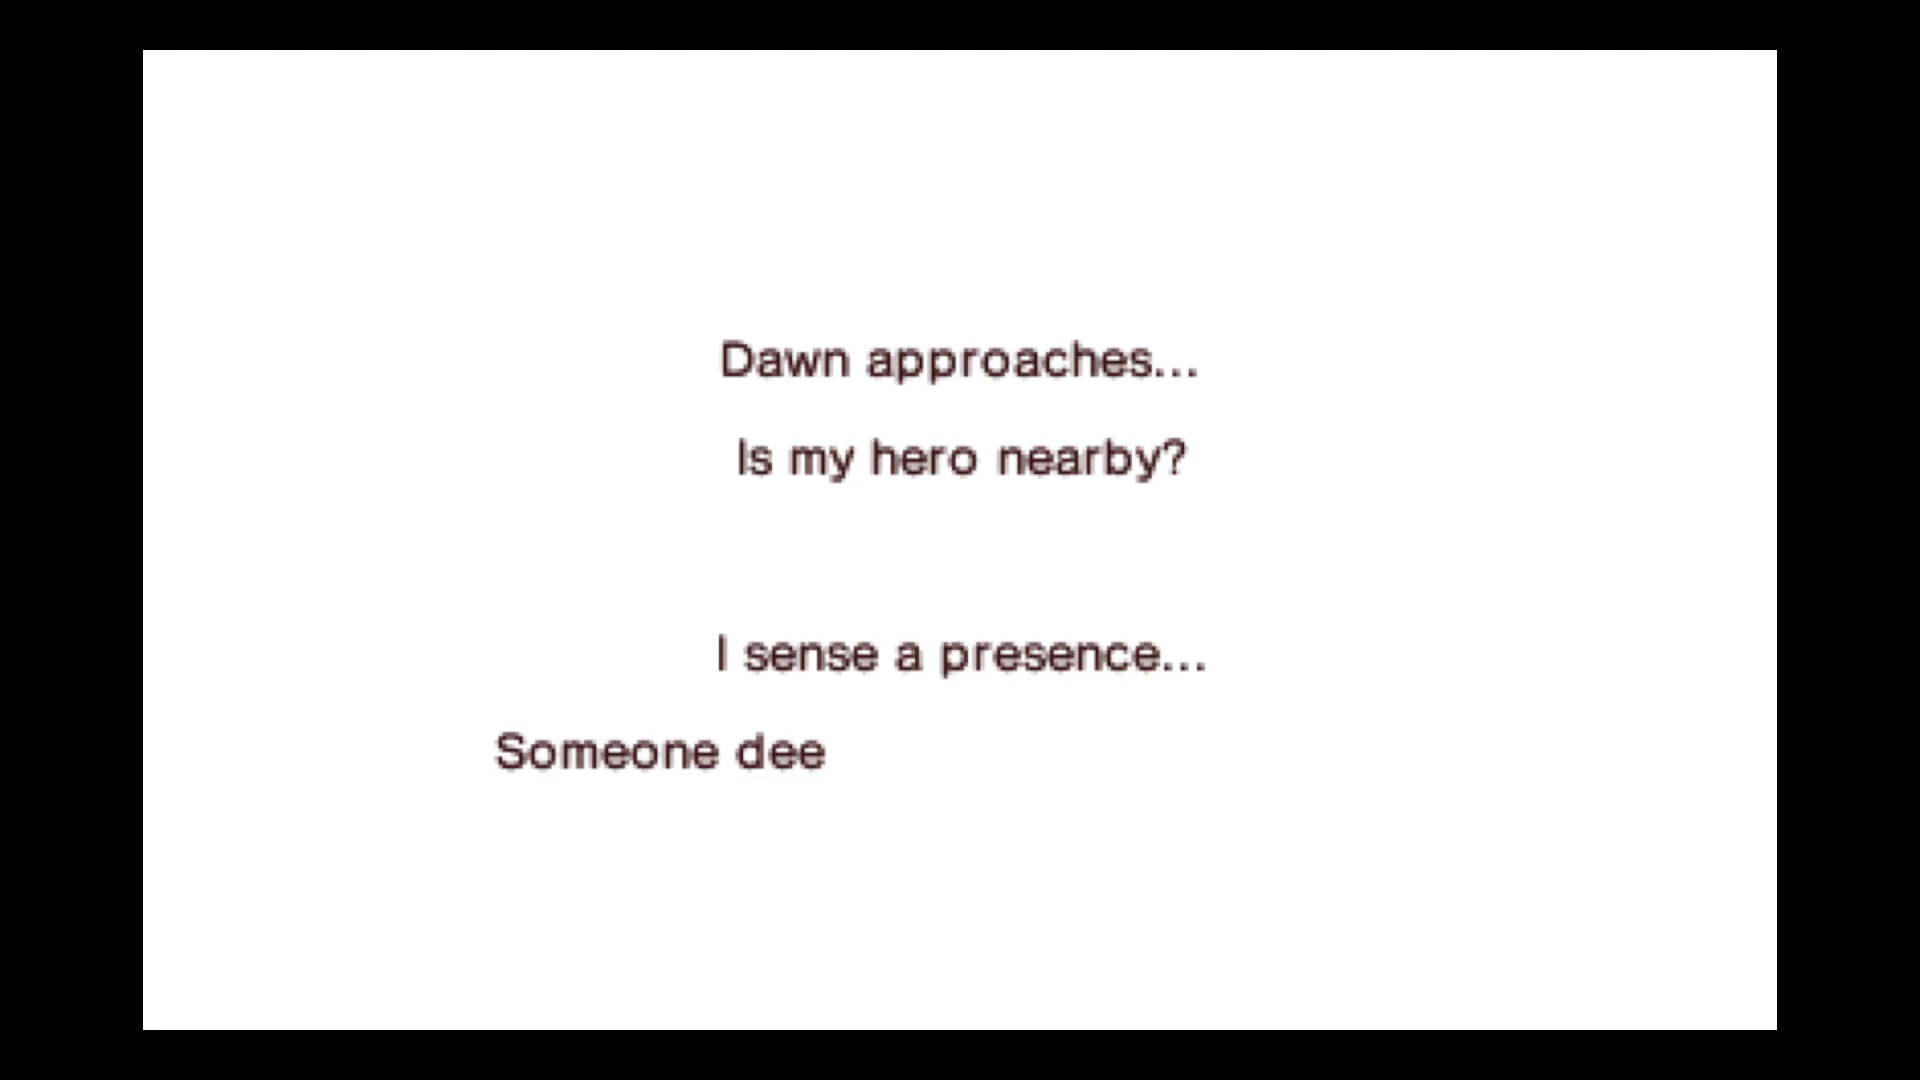 Dawn approaches...
Is my hero nearby?
I sense a presence...
Someone dee